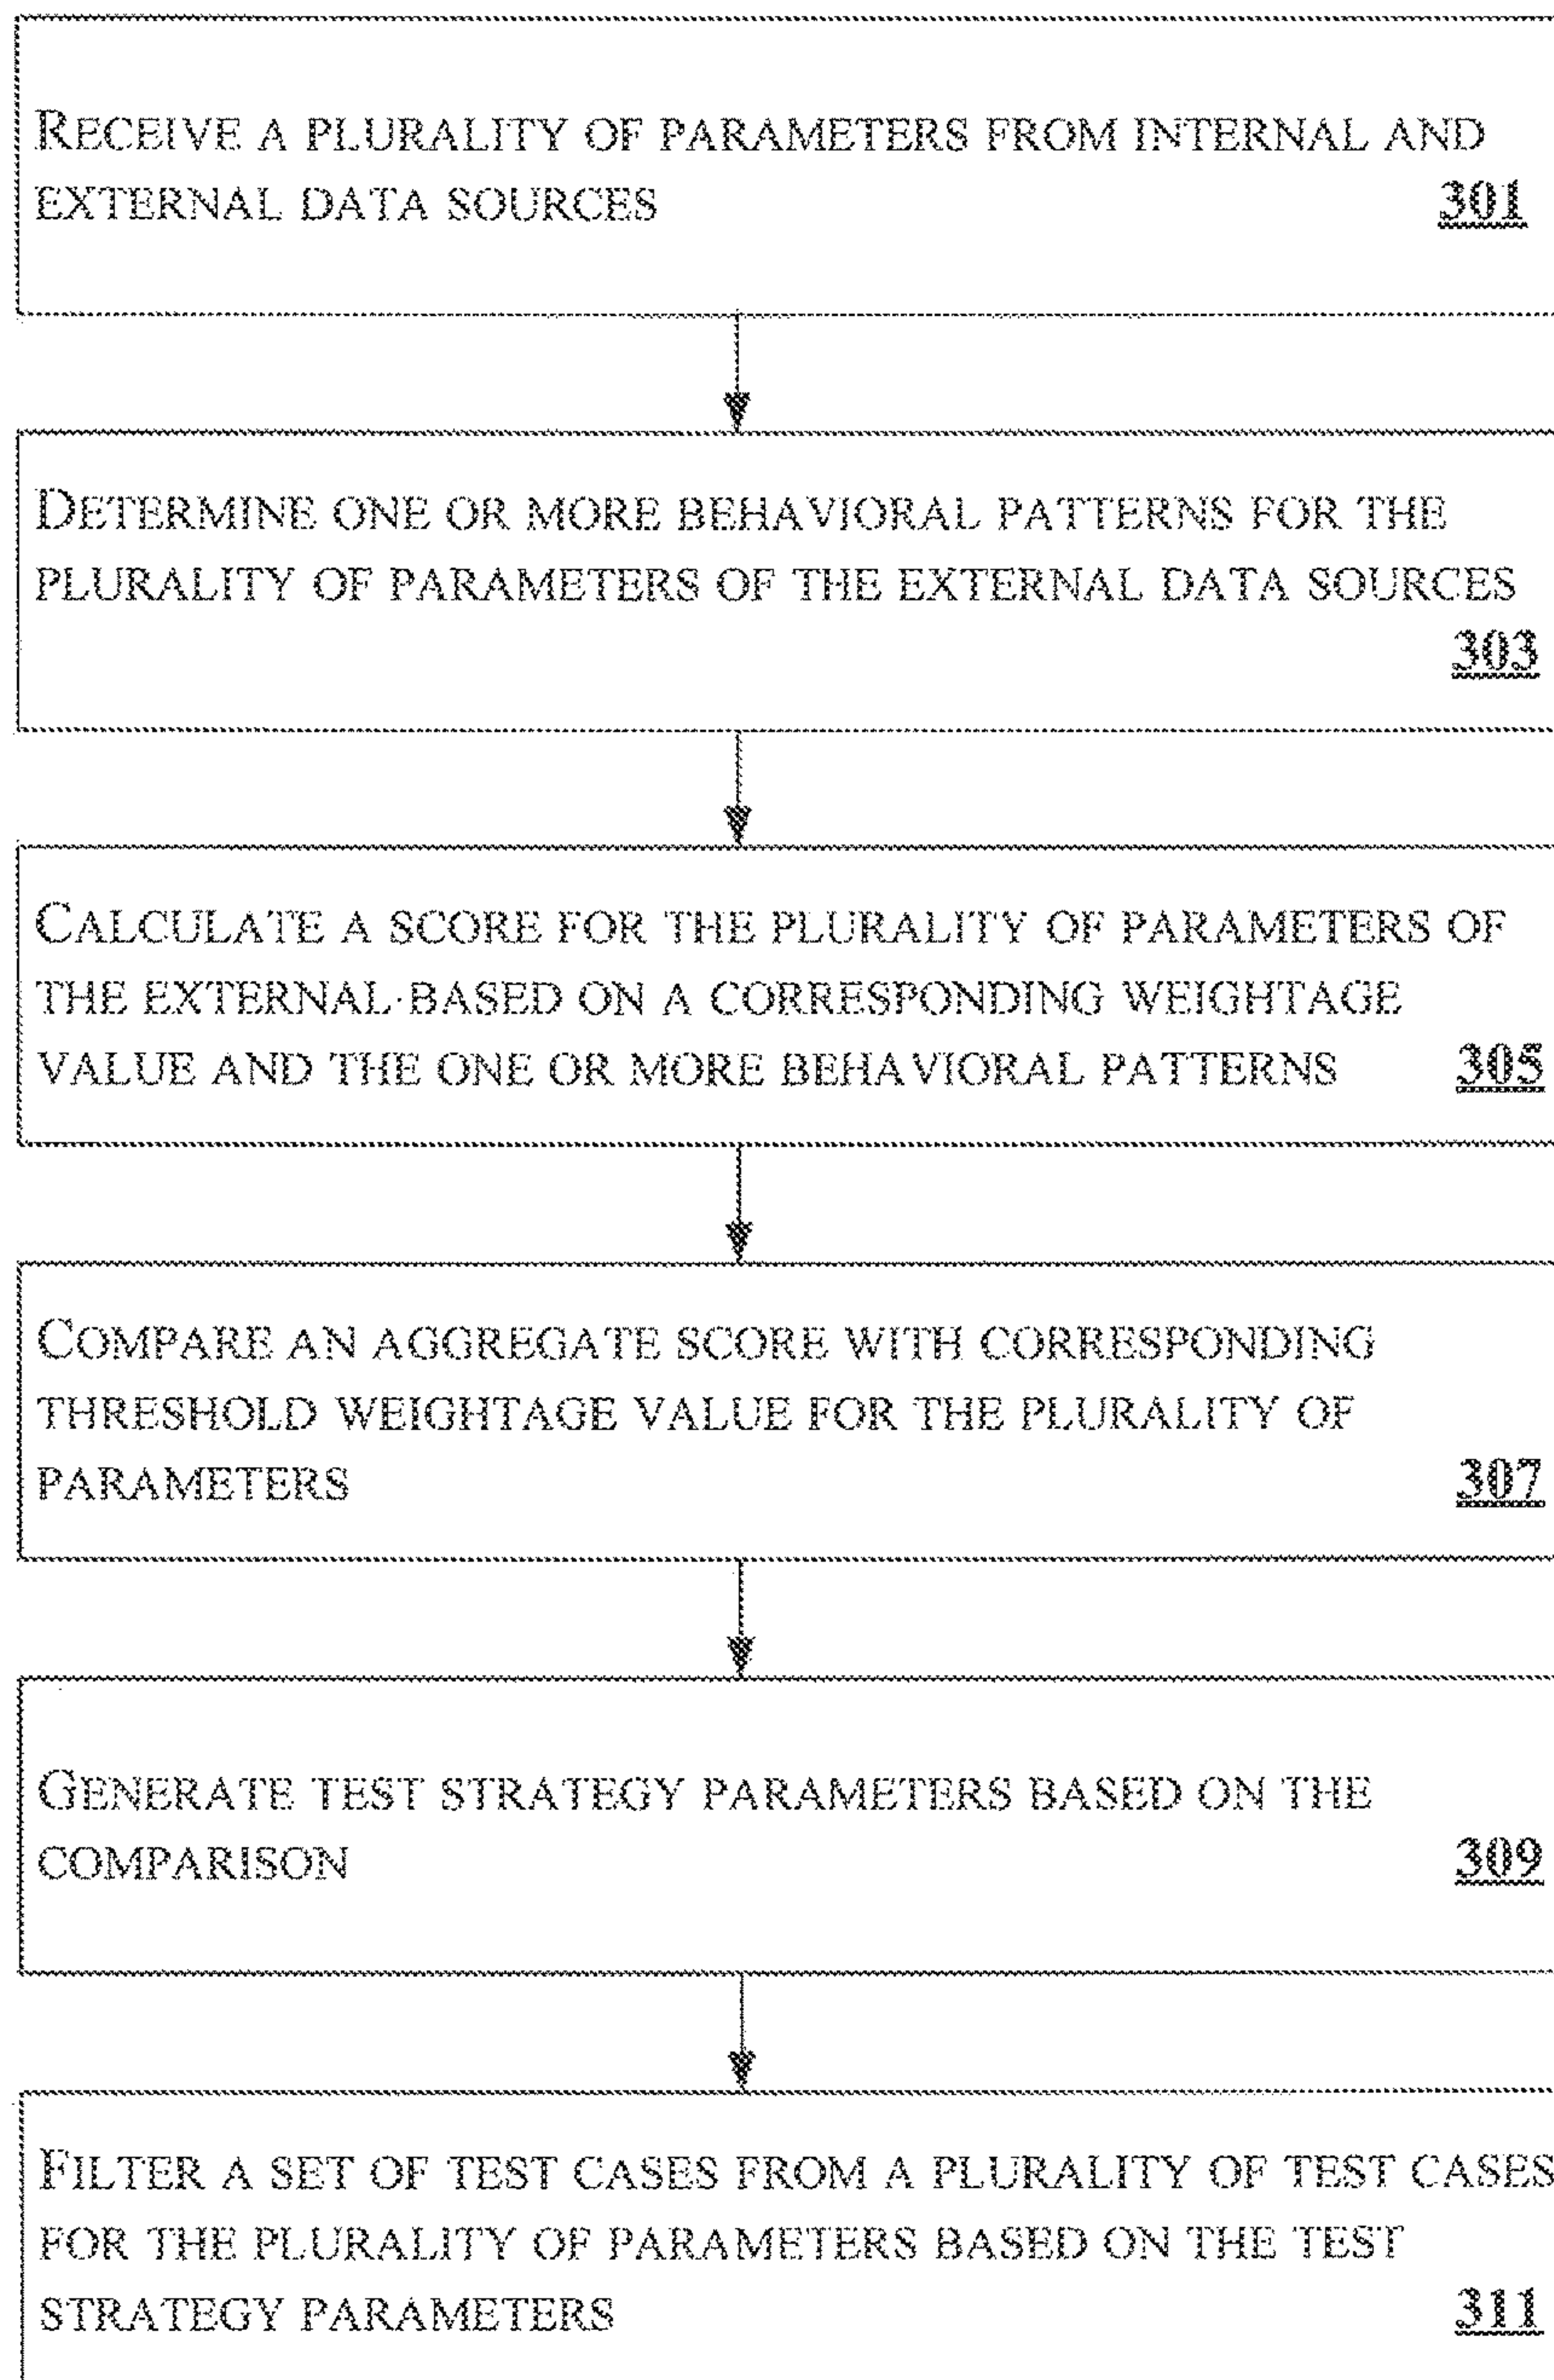 RECEIVE A PLURALITY OF PARAMETERS FROM INTERNAL AND
EXTERNAL DATA SOURCES 301
DETERMINE ONE OR MORE BEHAVIORAL PATTERNS FOR THE
PLURALITY OF PARAMETERS OF THE EXTERNAL DATA SOURCES
303
CALCULATE A SCORE FOR THE PLURALITY OF PARAMETERS OF
THE EXTERNAL BASED ON A CORRESPONDING WEIGHTAGE
VALUE AND THE ONE OR MORE BEHAVIORAL PATTERNS 305
COMPARE AN AGGREGATE SCORE WITH CORRESPONDING
THRESHOLD WEIGHTAGE VALUE FOR THE PLURALITY OF
PARAMETERS 307
GENERATE TEST STRATEGY PARAMETERS BASED ON THE
COMPARISON 309
FILTER A SET OF TEST CASES FROM A PLURALITY OF TEST CASES
FOR THE PLURALITY OF PARAMETERS BASED ON THE TEST
STRATEGY PARAMETERS 311